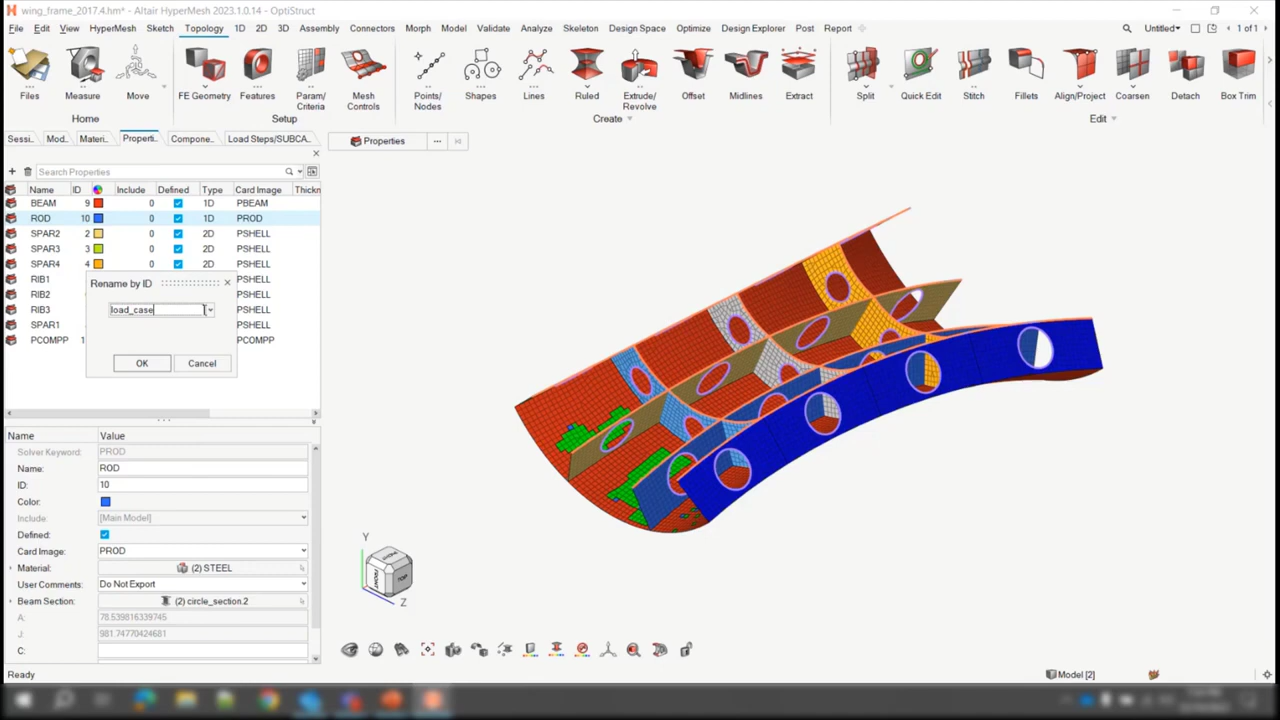 wing_frame_2017.4.hm* - Altair HyperMesh 2023.1.0.14 - OptiStruct
File Edit View HyperMesh Sketch Topology 1D 2D 3D Assembly Connectors Morph Model Validate Analyze Skeleton Design Space Optimize Design Explorer Post Report Untitled 1 of 1
Files Measure Move FE Geometry Features Param/ Criteria Mesh Controls Points/ Nodes Shapes Lines Ruled Extrude/ Revolve Offset Midlines Extract Split Quick Edit Stitch Fillets Align/Project Coarsen Detach Box Trim
Home Setup Create Edit
Sessi... Mod... Materi... Properti... Compone... Load Steps/SUBCA...
Properties
Search Properties
Name ID Include Defined Type Card Image Thickn
BEAM 9 0 1D PBEAM
ROD 10 0 1D PROD
SPAR2 2 0 2D PSHELL
SPAR3 3 0 2D PSHELL
SPAR4 4 0 2D PSHELL
RIB1 PSHELL
RIB2 PSHELL
RIB3 PSHELL
SPAR1 PSHELL
PCOMPP 1 PCOMPP
Rename by ID
load_case
OK Cancel
Name Value
Solver Keyword: PROD
Name: ROD
ID: 10
Color:
Include: [Main Model]
Defined:
Card Image: PROD
Material: (2) STEEL
User Comments: Do Not Export
Beam Section: (2) circle_section.2
A: 78.539816339745
J: 981.74770424681
C:
Y
Z
FRONT
TOP
Ready
Model [2]